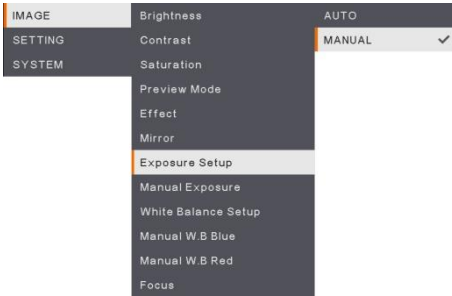 IMAGE
SETTING
SYSTEM
Brightness
Contrast
Saturation
Preview Mode
Effect
Mirror
Exposure Setup
Manual Exposure
White Balance Setup
Manual W.B Blue
Manual W.B Red
Focus
AUTO
MANUAL